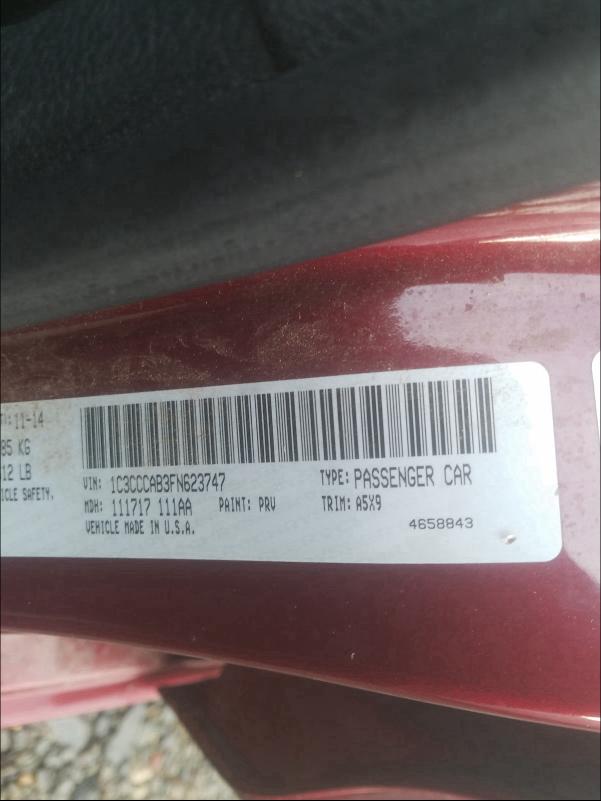 11-14
85 KG
12 LB
ICLE SAFETY,
VIN: 1C3CCCAB3FN623747 TYPE: PASSENGER CAR
MDH: 111717 111AA PAINT: PRV TRIM: A5X9
VEHICLE MADE IN U.S.A. 4658843